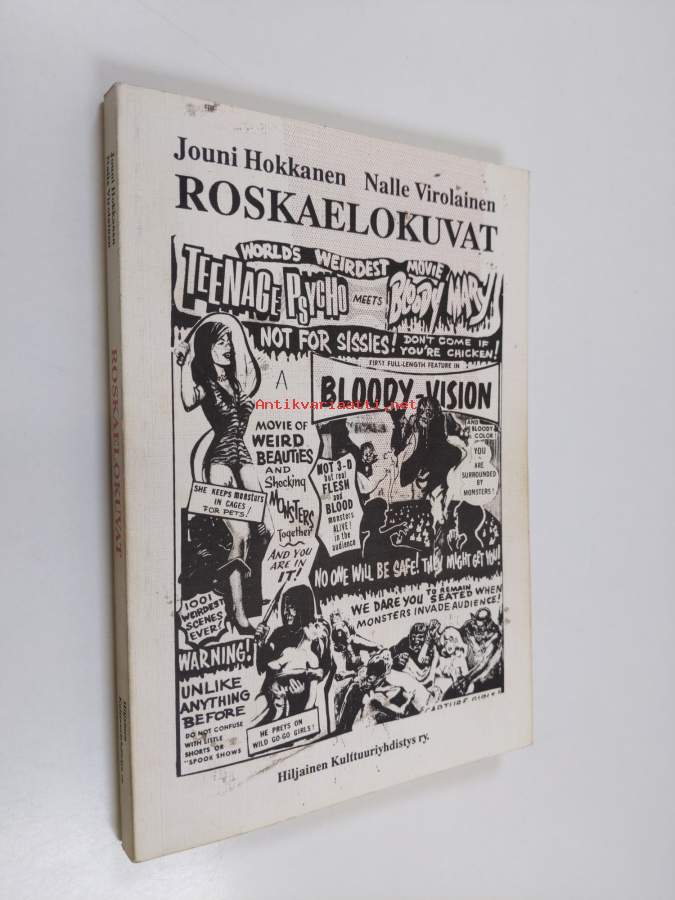 Jouni Hokkanen Nalle Virolainen
ROSKAELOKUVAT
WORLD'S WEIRDEST MOVIE
TEENAGE PSYCHO MEETS BLOODY MARY!
NOT FOR SISSIES! DON'T COME IF
YOU'RE CHICKEN!
FIRST FULL-LENGTH FEATURE IN
BLOODY-VISION
Antikvariaatti.net
A
MOVIE OF
WEIRD
BEAUTIES
AND
Shocking
MONSTERS
Together
AND YOU
ARE IN
IT!
NOT 3-D
but real
FLESH
and
BLOOD
monsters
ALIVE!
in the
audience
AND BLOODY
COLOR!
YOU
ARE
SURROUNDED
BY
MONSTERS!
SHE KEEPS monsters
IN CAGES
FOR PETS!
NO ONE WILL BE SAFE! THEY MIGHT GET YOU!
WE DARE YOU TO REMAIN SEATED WHEN
MONSTERS INVADE AUDIENCE!
1001
WEIRDEST
SCENES
EVER!
WARNING!
UNLIKE
ANYTHING
BEFORE
DO NOT CONFUSE
WITH LITTLE
SHORTS OR
"SPOOK SHOWS
HE PREYS ON
WILD GO-GO GIRLS!
Hiljainen Kulttuuriyhdistys ry.
Jouni Hokkanen
Nalle Virolainen
ROSKAELOKUVAT